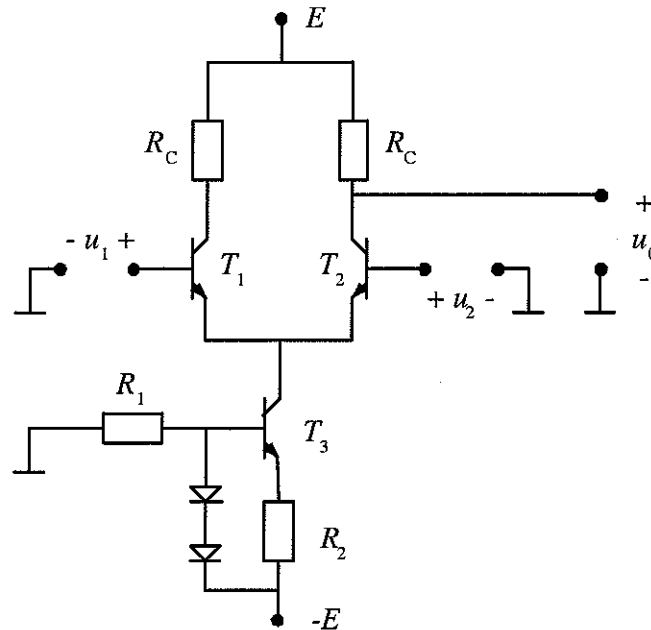 E
R_C R_C
- u_1 + T_1 T_2 + u_2 - + u_0 -
R_1
T_3
R_2
-E